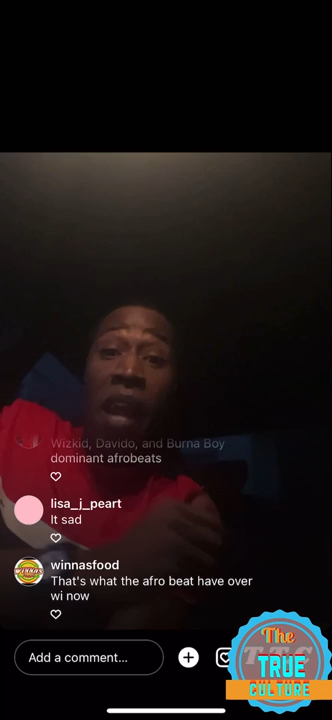 Wizkid, Davido, and Burna Boy
dominant afrobeats
lisa_j_peart
It sad
winnasfood
That's what the afro beat have over
wi now
Add a comment...
The
T.T.C
TRUE
CULTURE